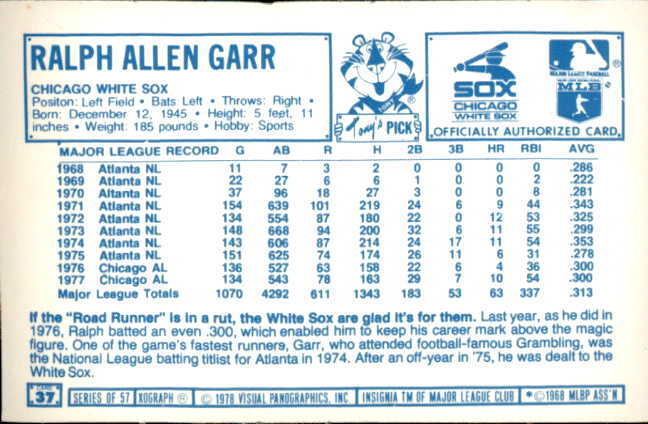 RALPH ALLEN GARR
CHICAGO WHITE SOX
Positon: Left Field • Bats: Left • Throws: Right •
Born: December 12, 1945 • Height: 5 feet, 11
inches • Weight: 185 pounds • Hobby: Sports
TONY
Tony's PICK
SOX
CHICAGO
WHITE SOX
MAJOR LEAGUE BASEBALL
MLB
®
OFFICIALLY AUTHORIZED CARD
MAJOR LEAGUE RECORD G AB R H 2B 3B HR RBI AVG
1968 Atlanta NL 11 7 3 2 0 0 0 0 .286
1969 Atlanta NL 22 27 6 6 1 0 0 2 .222
1970 Altanta NL 37 96 18 27 3 0 0 8 .281
1971 Atlanta NL 154 639 101 219 24 6 9 44 .343
1972 Atlanta NL 134 554 87 180 22 0 12 53 .325
1973 Atlanta NL 148 668 94 200 32 6 11 55 .299
1974 Atlanta NL 143 606 87 214 24 17 11 54 .353
1975 Atlanta NL 151 625 74 174 26 11 6 31 .278
1976 Chicago AL 136 527 63 158 22 6 4 36 .300
1977 Chicago AL 134 543 78 163 29 7 10 54 .300
Major League Totals 1070 4292 611 1343 183 53 63 337 .313
If the "Road Runner" is in a rut, the White Sox are glad it's for them. Last year, as he did in
1976, Ralph batted an even .300, which enabled him to keep his career mark above the magic
figure. One of the game's fastest runners, Garr, who attended football-famous Grambling, was
the National League batting titlist for Atlanta in 1974. After an off-year in '75, he was dealt to the
White Sox.
CARD
37 SERIES OF 57 XOGRAPH ® © 1978 VISUAL PANOGRAPHICS, INC. INSIGNIA TM OF MAJOR LEAGUE CLUB *©1968 MLBP ASS'N